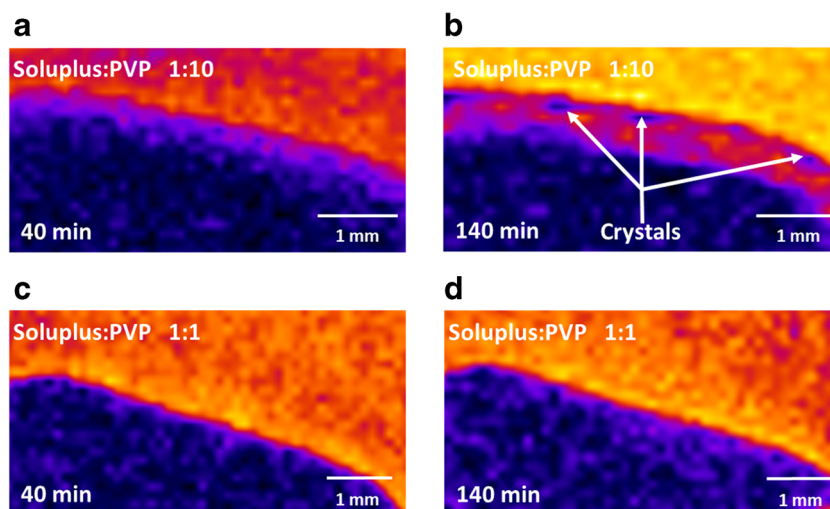 a
Soluplus:PVP 1:10
40 min
1 mm
b
Soluplus:PVP 1:10
140 min
Crystals
1 mm
c
Soluplus:PVP 1:1
40 min
1 mm
d
Soluplus:PVP 1:1
140 min
1 mm